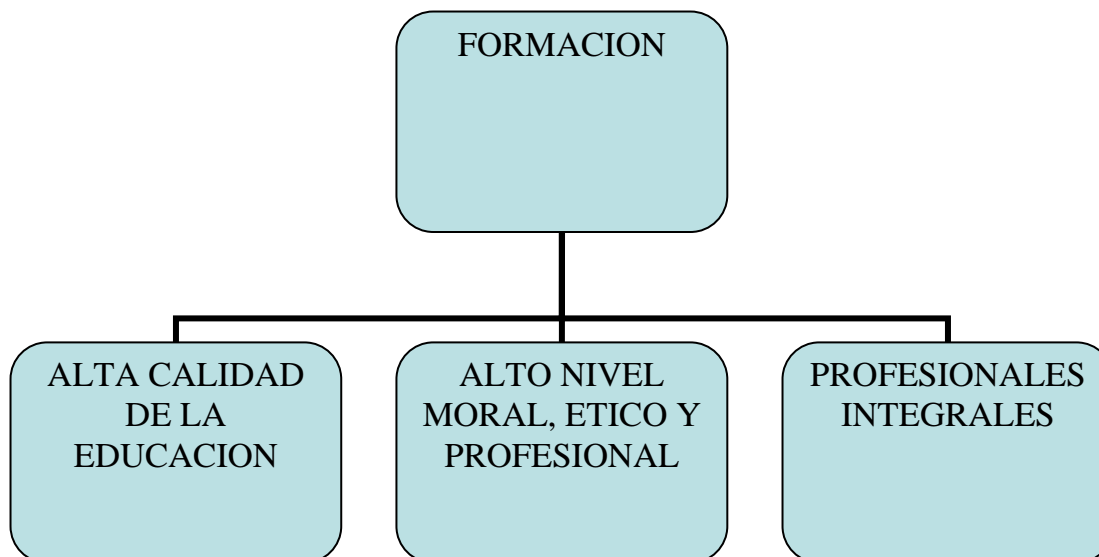 FORMACION
ALTA CALIDAD
DE LA
EDUCACION
ALTO NIVEL
MORAL, ETICO Y
PROFESIONAL
PROFESIONALES
INTEGRALES